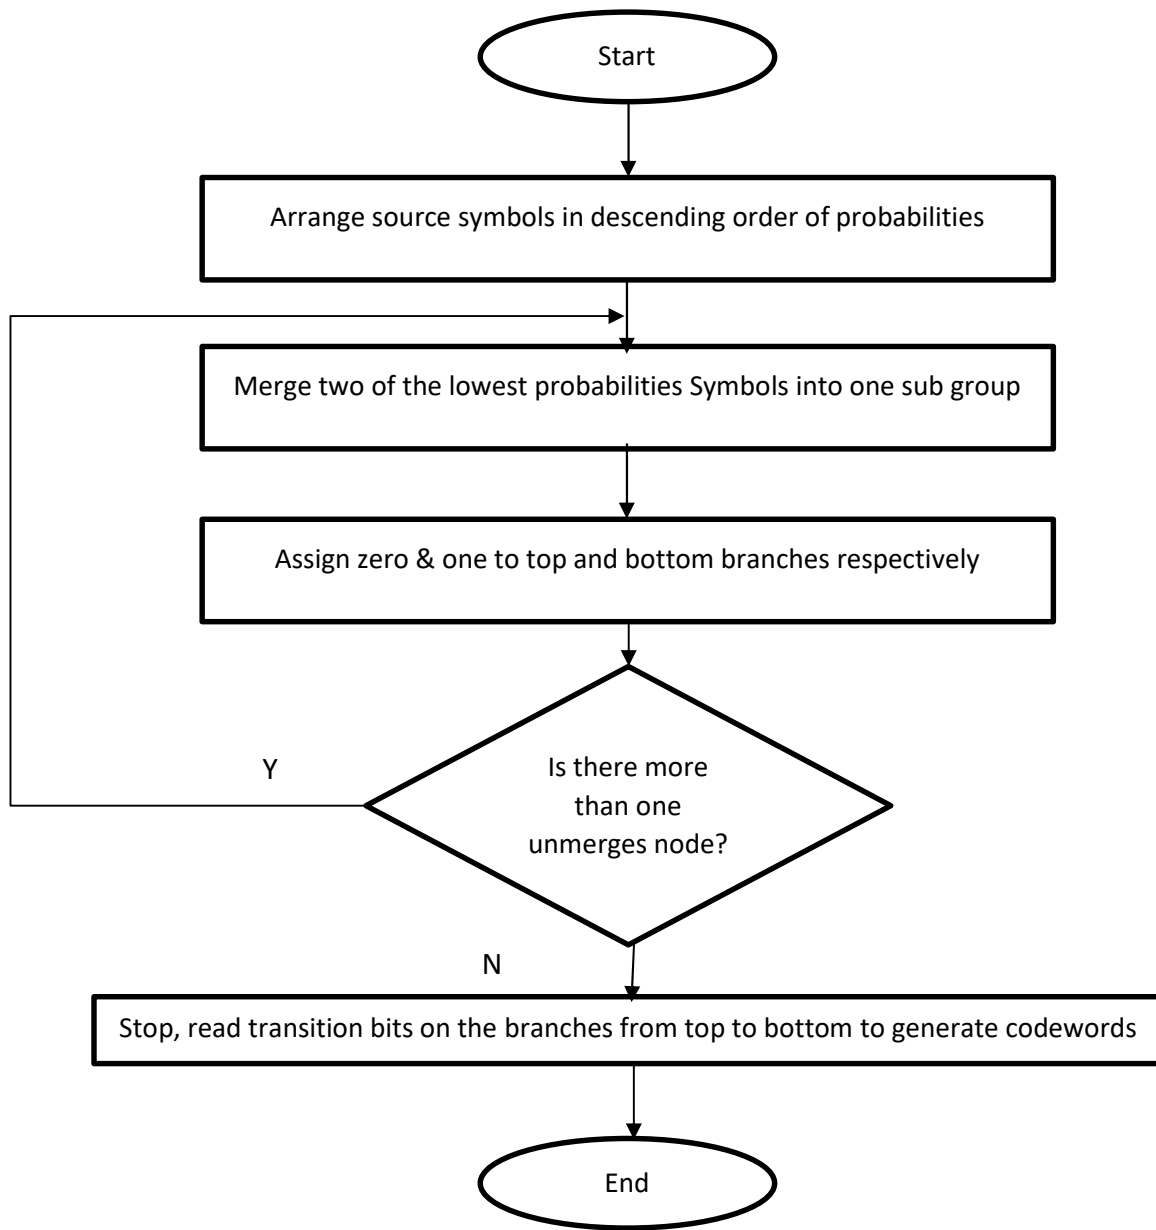 Start
Arrange source symbols in descending order of probabilities
Merge two of the lowest probabilities Symbols into one sub group
Assign zero & one to top and bottom branches respectively
Y
Is there more
than one
unmerges node?
N
Stop, read transition bits on the branches from top to bottom to generate codewords
End